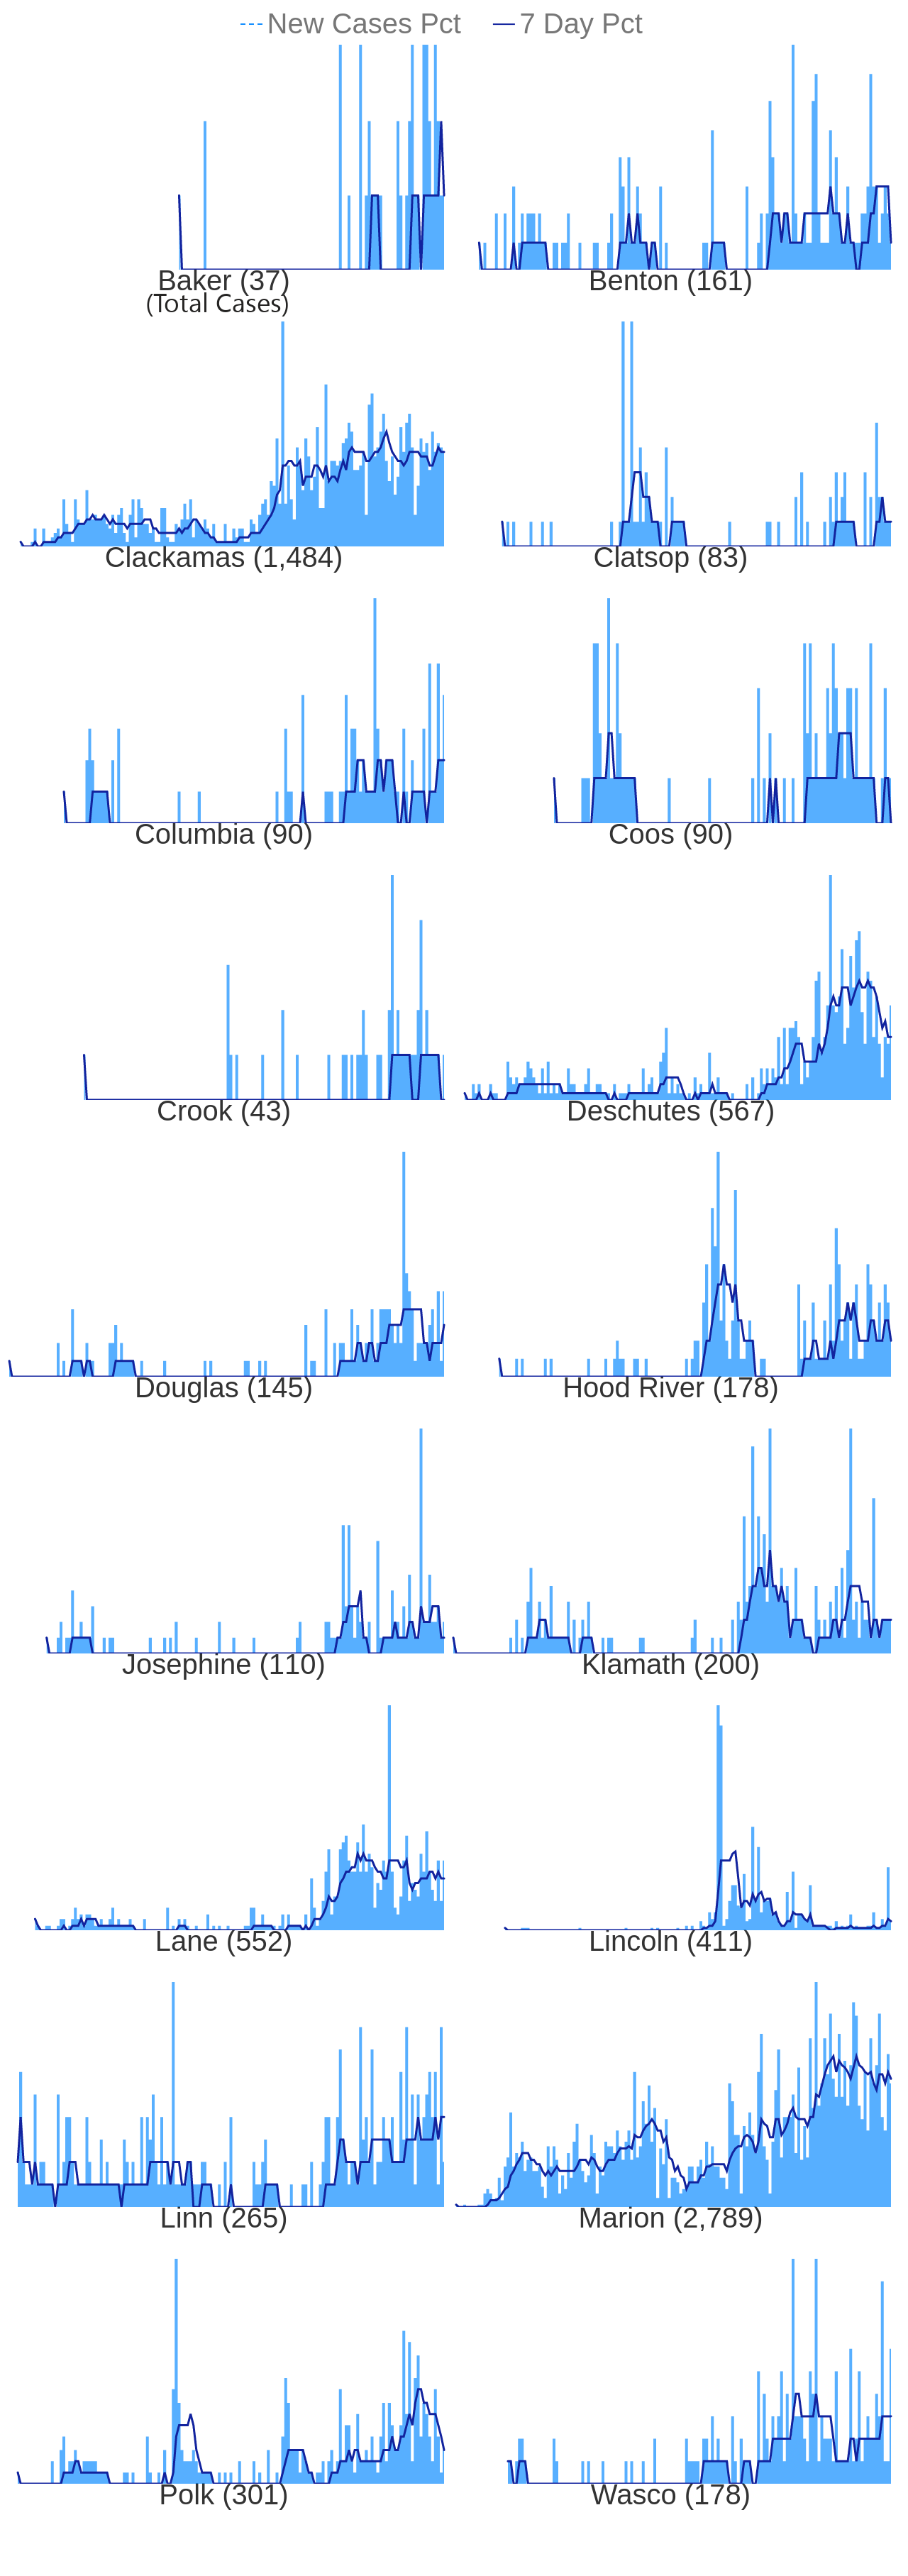 New Cases Pct 7 Day Pct
Baker (37) Benton (161)
(Total Cases)
Clackamas (1,484) Clatsop (83)
Columbia (90) Coos (90)
Crook (43) Deschutes (567)
Douglas (145) Hood River (178)
Josephine (110) Klamath (200)
Lane (552) Lincoln (411)
Linn (265) Marion (2,789)
Polk (301) Wasco (178)